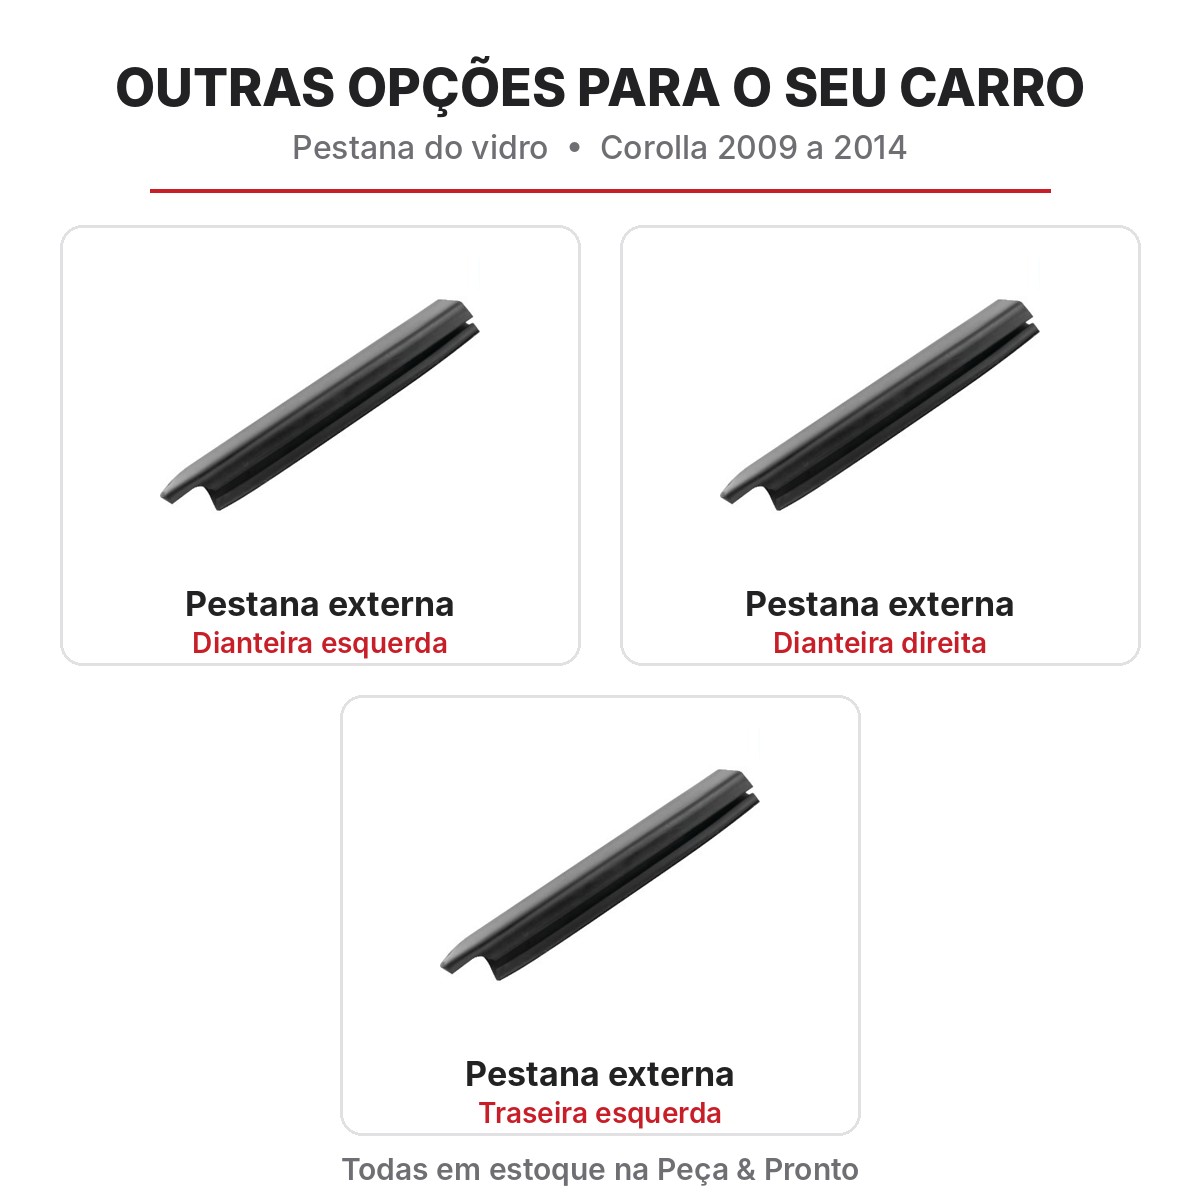 OUTRAS OPÇÕES PARA O SEU CARRO
Pestana do vidro • Corolla 2009 a 2014
Pestana externa
Dianteira esquerda
Pestana externa
Dianteira direita
Pestana externa
Traseira esquerda
Todas em estoque na Peça & Pronto